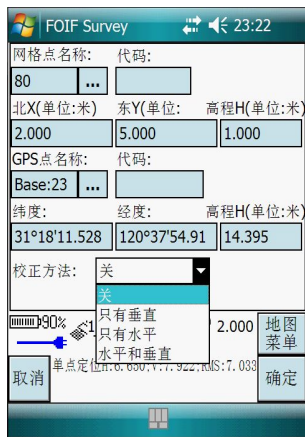 FOIF Survey 23:22
网格点名称: 代码:
80 ...
北X(单位:米) 东Y(单位: 高程H(单位:米)
2.000 5.000 1.000
GPS点名称: 代码:
Base:23 ...
纬度: 经度: 高程H(单位:米)
31°18'11.528 120°37'54.91 14.395
校正方法: 关
关
只有垂直
只有水平
水平和垂直
90% 2.000 地图菜单
取消 单点定位H:6.650;V:7.922;RMS:7.033 确定